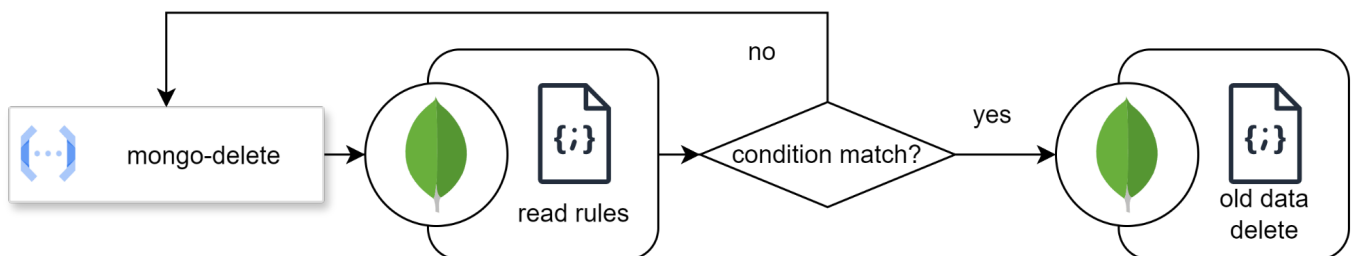 no
yes
mongo-delete
{;}
read rules
condition match?
{;}
old data
delete